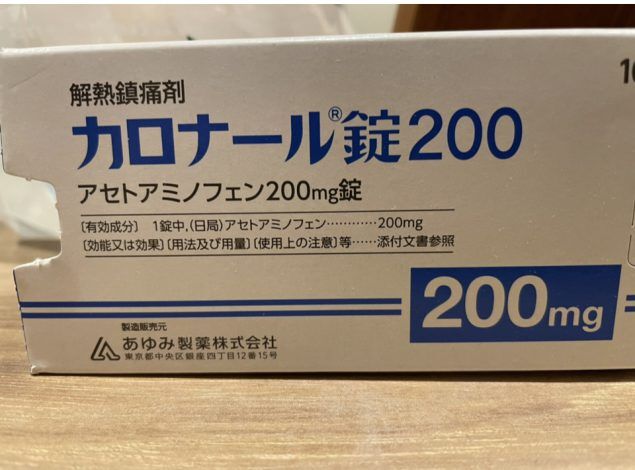 解熱鎮痛剤
カロナール®錠200
アセトアミノフェン200mg錠
〔有効成分〕 1錠中,(日局)アセトアミノフェン…………200mg
〔効能又は効果〕〔用法及び用量〕〔使用上の注意〕等……添付文書参照
200mg
製造販売元
あゆみ製薬株式会社
東京都中央区銀座四丁目12番15号